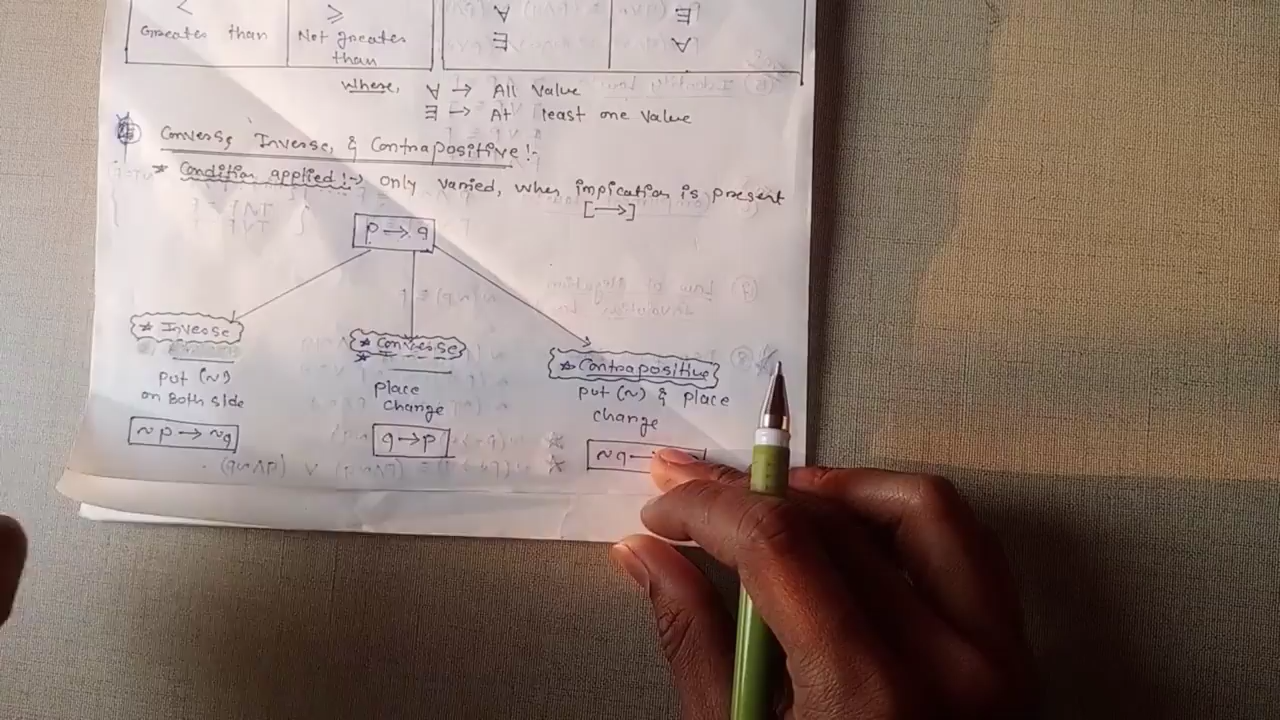 < ≥ ∀ ∃
Greater than Not greater ∃ ∀
than
Where, ∀ → All Value
∃ → At least one Value
Converse, Inverse, & Contrapositive :-
* Condition applied :→ only varied, when implication is present
[→]
p → q
* Inverse * Converse * Contrapositive
put (~) place put (~) & place
on Both side change change
~p → ~q q → p ~q →